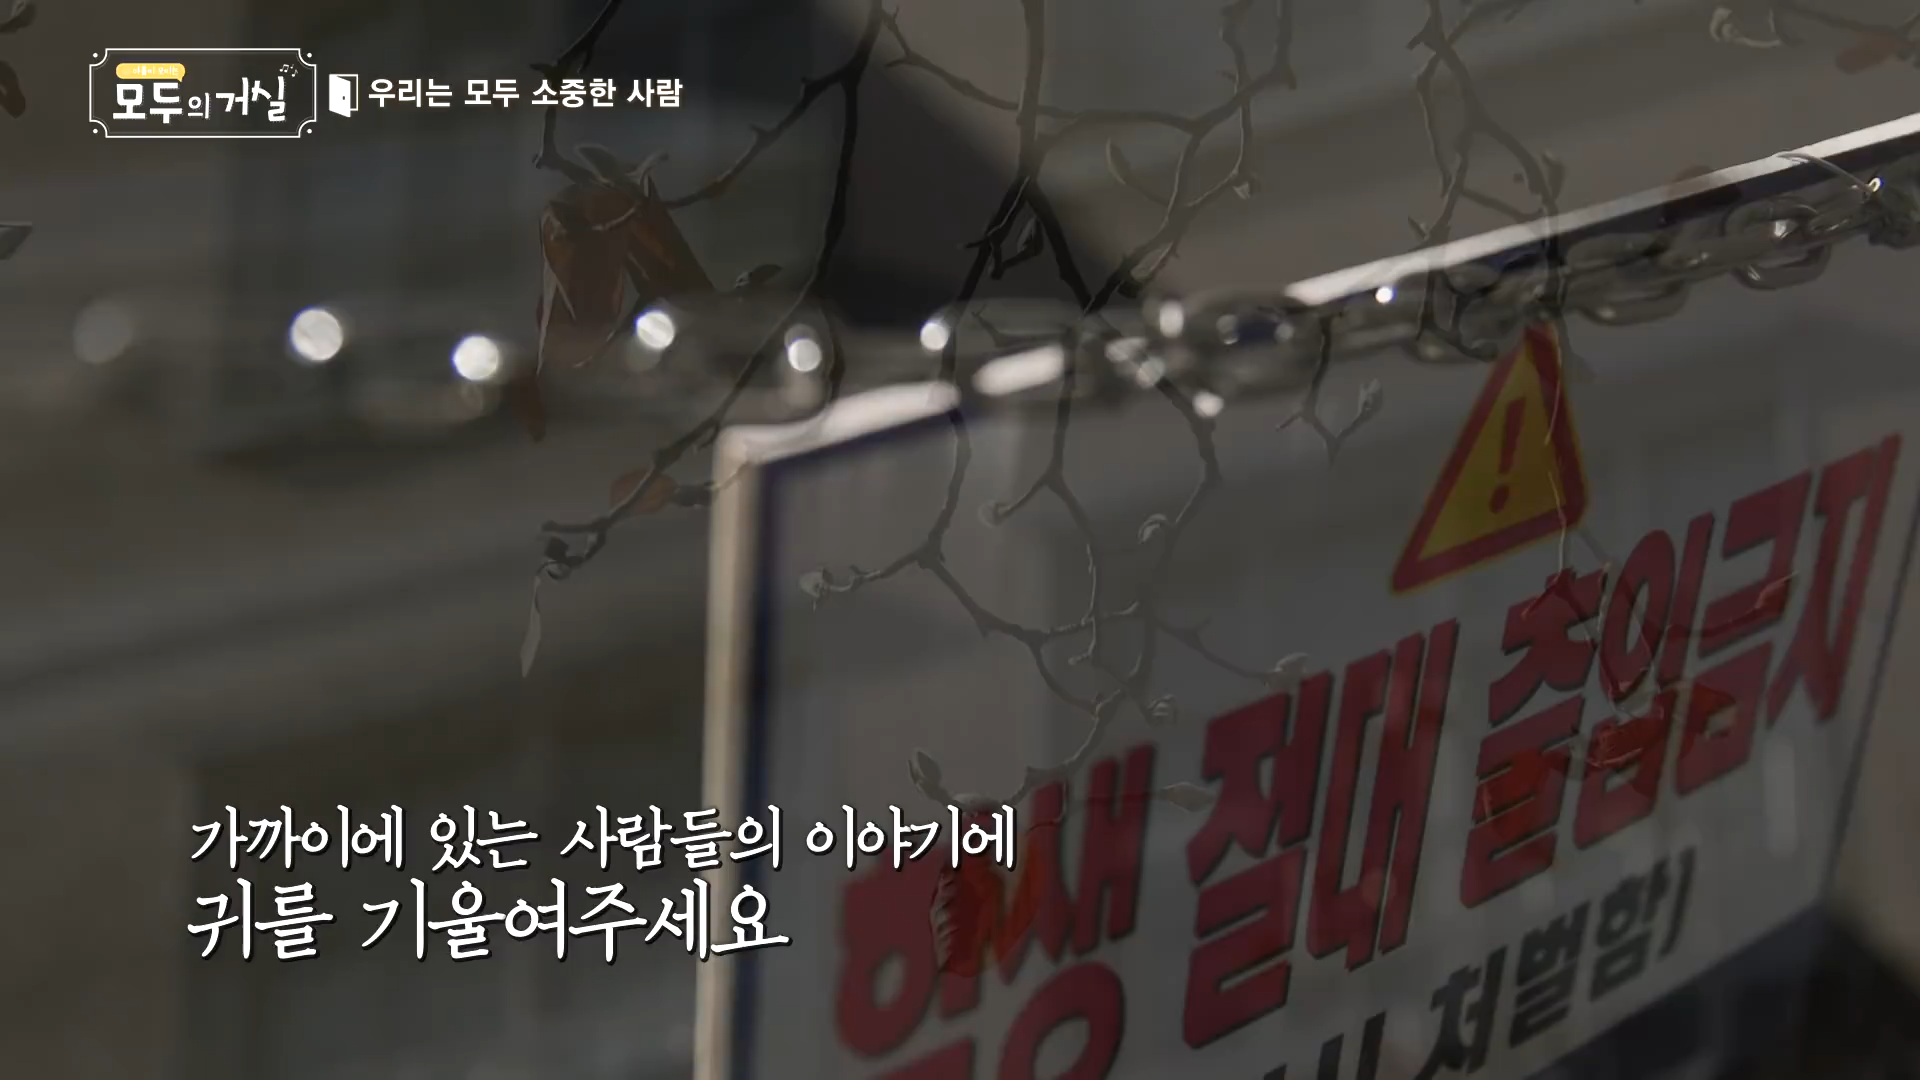 모두의 거실
우리는 모두 소중한 사람
학생 절대 출입금지
처벌함)
가까이에 있는 사람들의 이야기에
귀를 기울여주세요